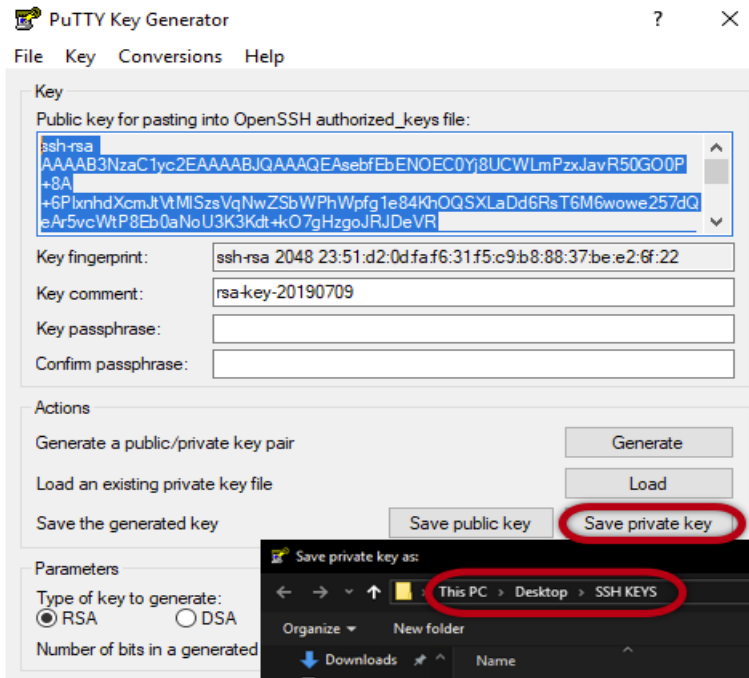 PuTTY Key Generator ? ✕
File Key Conversions Help
Key
Public key for pasting into OpenSSH authorized_keys file:
ssh-rsa
AAAAB3NzaC1yc2EAAAABJQAAAQEAsebfEbENOEC0Yj8UCWLmPzxJavR50GO0P
+8A
+6PIxnhdXcmJtVtMISzsVqNwZSbWPhWpfg1e84KhOQSXLaDd6RsT6M6wowe257dQ
eAr5vcWtP8Eb0aNoU3K3Kdt+kO7gHzgoJRJDeVR
Key fingerprint: ssh-rsa 2048 23:51:d2:0d:fa:f6:31:f5:c9:b8:88:37:be:e2:6f:22
Key comment: rsa-key-20190709
Key passphrase:
Confirm passphrase:
Actions
Generate a public/private key pair Generate
Load an existing private key file Load
Save the generated key Save public key Save private key
Parameters
Type of key to generate:
RSA DSA
Number of bits in a generated
Save private key as:
This PC > Desktop > SSH KEYS
Organize New folder
Downloads Name